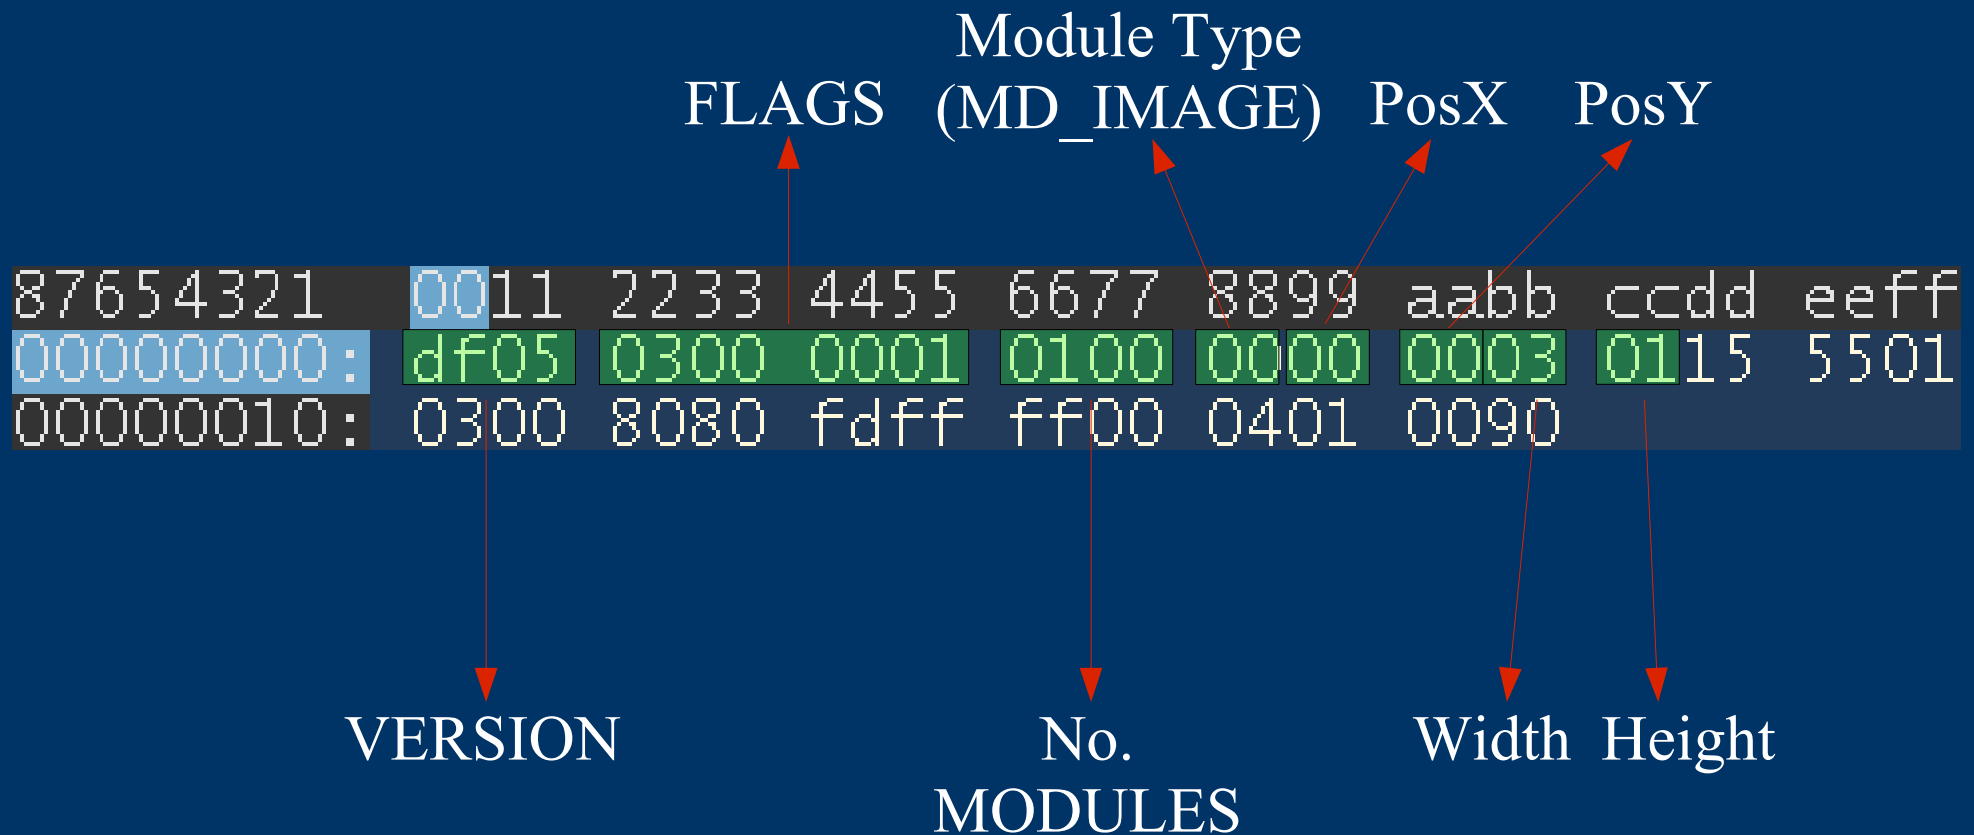 Module Type
FLAGS (MD_IMAGE) PosX PosY
87654321 0011 2233 4455 6677 8899 aabb ccdd eeff
00000000: df05 0300 0001 0100 0000 0003 0115 5501
00000010: 0300 8080 fdff ff00 0401 0090
VERSION No. Width Height
MODULES